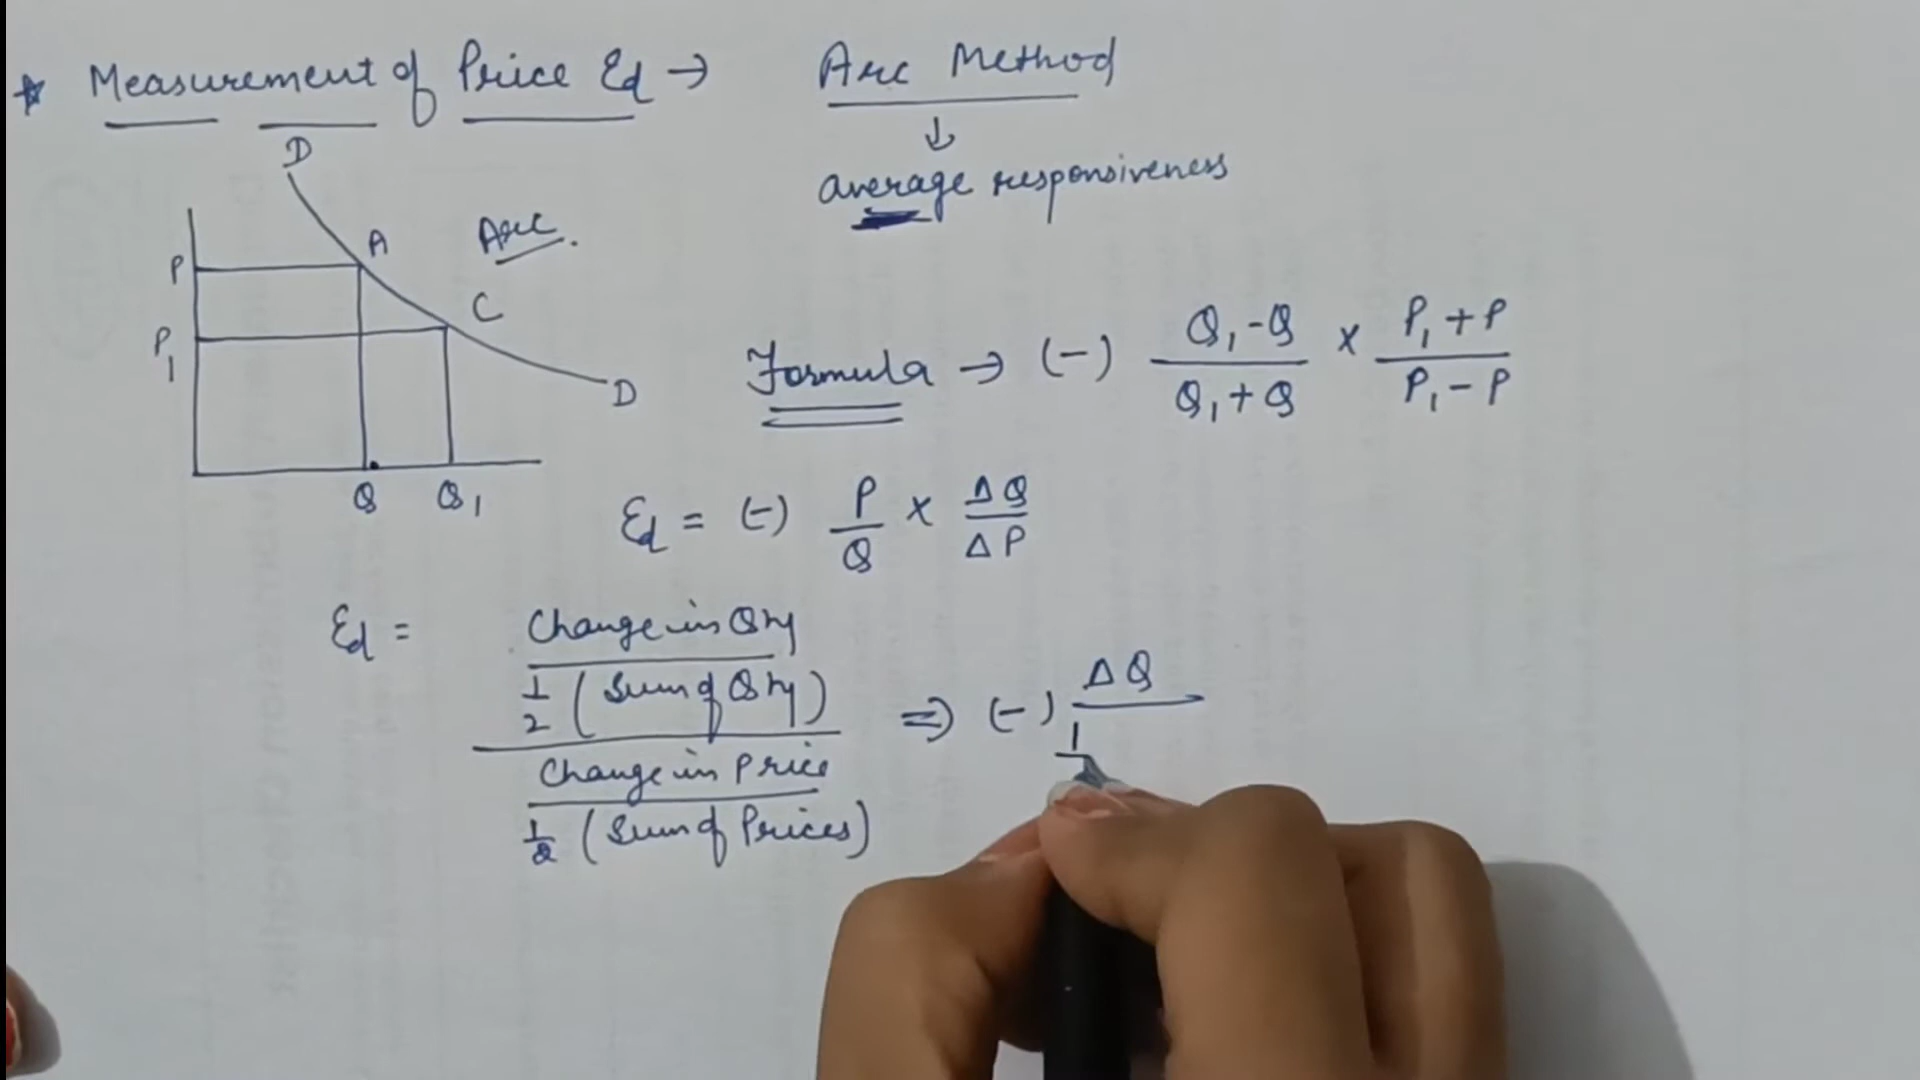 * Measurement of Price Ed → Arc Method
↓
average responsiveness
D
A
Arc.
P
C
P1
D
Q Q1
Formula → (-) Q1-Q / Q1+Q × P1+P / P1-P
Ed = (-) P/Q × ΔQ/ΔP
Ed = Change in Qty
1/2 (Sum of Qty)
Change in Price
1/2 (Sum of Prices)
⇒ (-) ΔQ
1